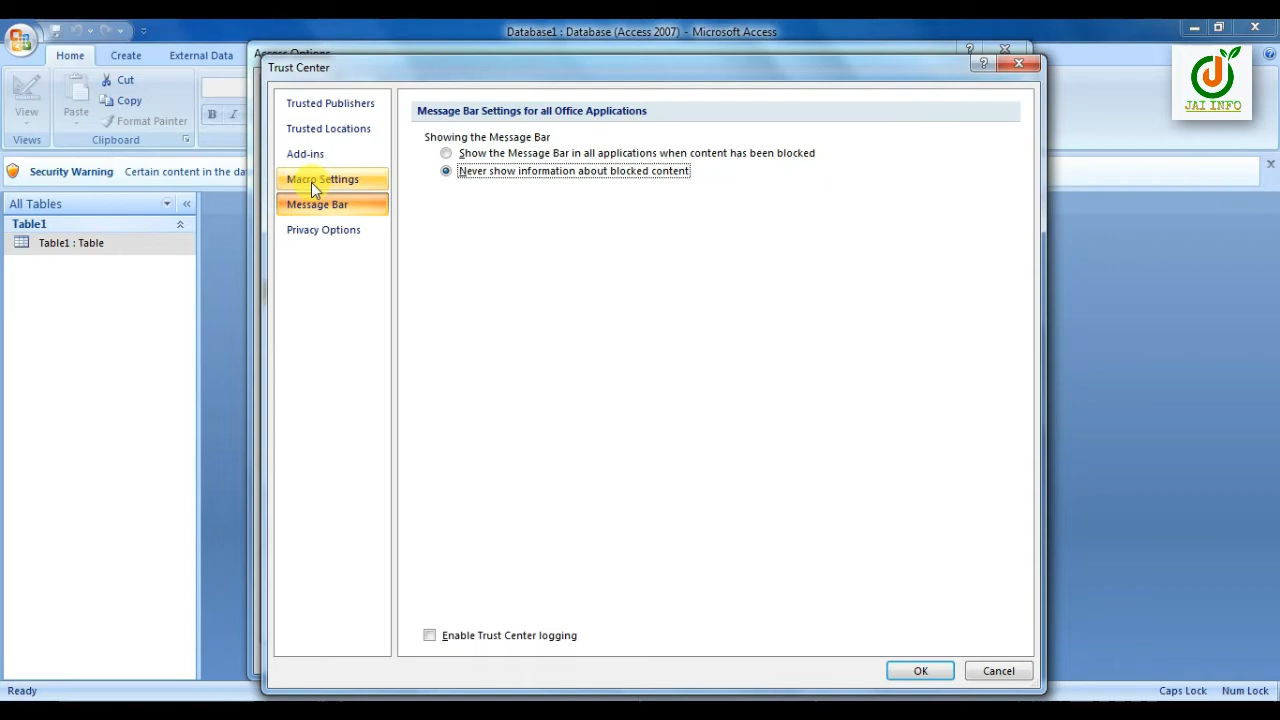 Database1 : Database (Access 2007) - Microsoft Access
Home Create External Data
Access Options
Trust Center
View
Views
Paste
Cut
Copy
Format Painter
Clipboard
B I
JAI INFO
Security Warning Certain content in the da
All Tables
Table1
Table1 : Table
Trusted Publishers
Trusted Locations
Add-ins
Macro Settings
Message Bar
Privacy Options
Message Bar Settings for all Office Applications
Showing the Message Bar
Show the Message Bar in all applications when content has been blocked
Never show information about blocked content
Enable Trust Center logging
OK Cancel
Ready Caps Lock Num Lock